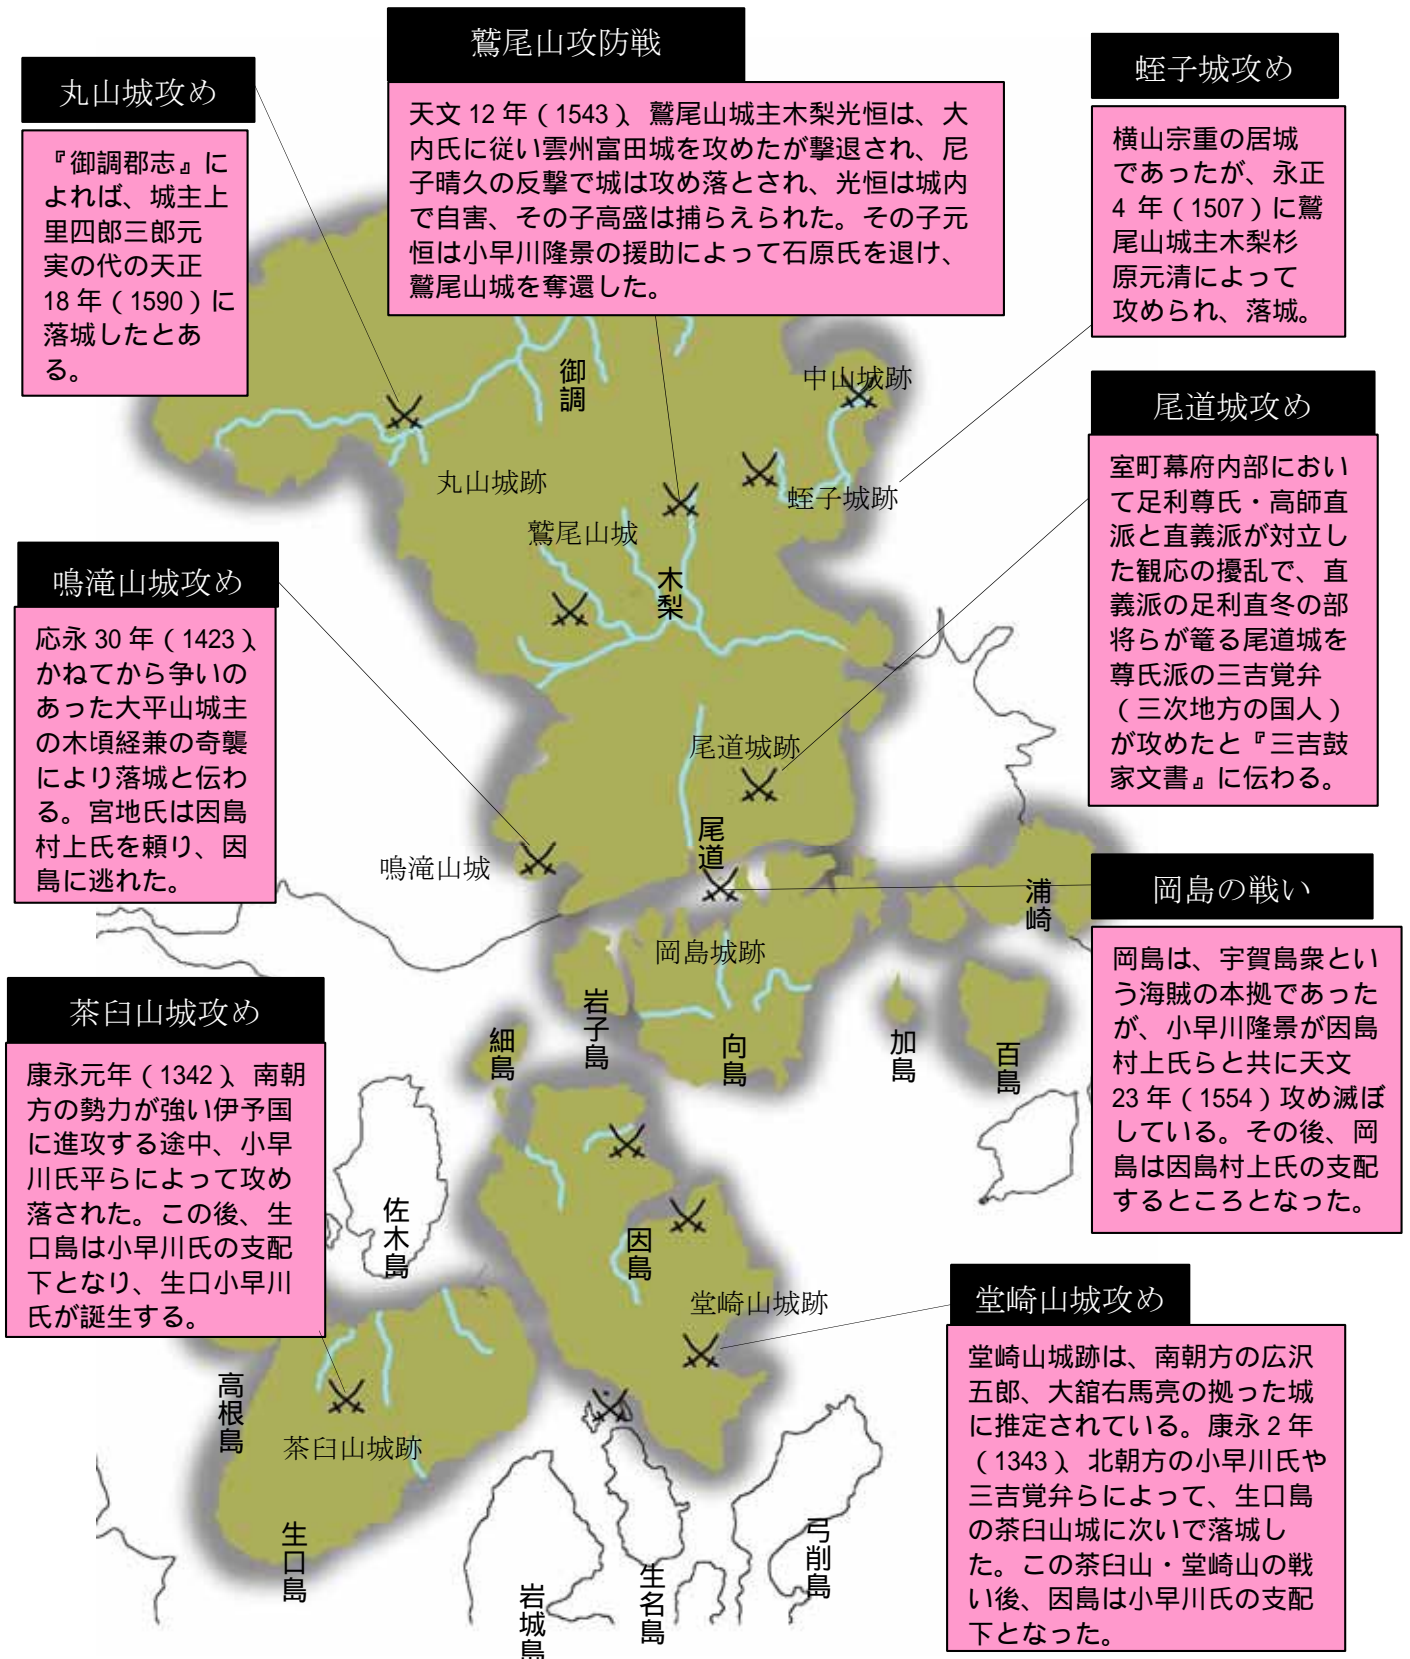 鷲尾山攻防戦
天文 12 年（1543）、鷲尾山城主木梨光恒は、大
内氏に従い雲州富田城を攻めたが撃退され、尼
子晴久の反撃で城は攻め落とされ、光恒は城内
で自害、その子高盛は捕らえられた。その子元
恒は小早川隆景の援助によって石原氏を退け、
鷲尾山城を奪還した。
丸山城攻め
『御調郡志』に
よれば、城主上
里四郎三郎元
実の代の天正
18 年（1590）に
落城したとあ
る。
蛭子城攻め
横山宗重の居城
であったが、永正
4 年（1507）に鷲
尾山城主木梨杉
原元清によって
攻められ、落城。
尾道城攻め
室町幕府内部におい
て足利尊氏・高師直
派と直義派が対立し
た観応の擾乱で、直
義派の足利直冬の部
将らが篭る尾道城を
尊氏派の三吉覚弁
（三次地方の国人）
が攻めたと『三吉鼓
家文書』に伝わる。
鳴滝山城攻め
応永 30 年（1423）、
かねてから争いの
あった大平山城主
の木頃経兼の奇襲
により落城と伝わ
る。宮地氏は因島
村上氏を頼り、因
島に逃れた。
岡島の戦い
岡島は、宇賀島衆とい
う海賊の本拠であった
が、小早川隆景が因島
村上氏らと共に天文
23 年（1554）攻め滅ぼ
している。その後、岡
島は因島村上氏の支配
するところとなった。
茶臼山城攻め
康永元年（1342）、南朝
方の勢力が強い伊予国
に進攻する途中、小早
川氏平らによって攻め
落された。この後、生
口島は小早川氏の支配
下となり、生口小早川
氏が誕生する。
堂崎山城攻め
堂崎山城跡は、南朝方の広沢
五郎、大舘右馬亮の拠った城
に推定されている。康永 2 年
（1343）、北朝方の小早川氏や
三吉覚弁らによって、生口島
の茶臼山城に次いで落城し
た。この茶臼山・堂崎山の戦
い後、因島は小早川氏の支配
下となった。
御調
中山城跡
丸山城跡
蛭子城跡
鷲尾山城
木梨
尾道城跡
尾道
鳴滝山城
浦崎
岡島城跡
岩子島
細島
向島
加島
百島
佐木島
因島
堂崎山城跡
高根島
茶臼山城跡
生口島
岩城島
生名島
弓削島